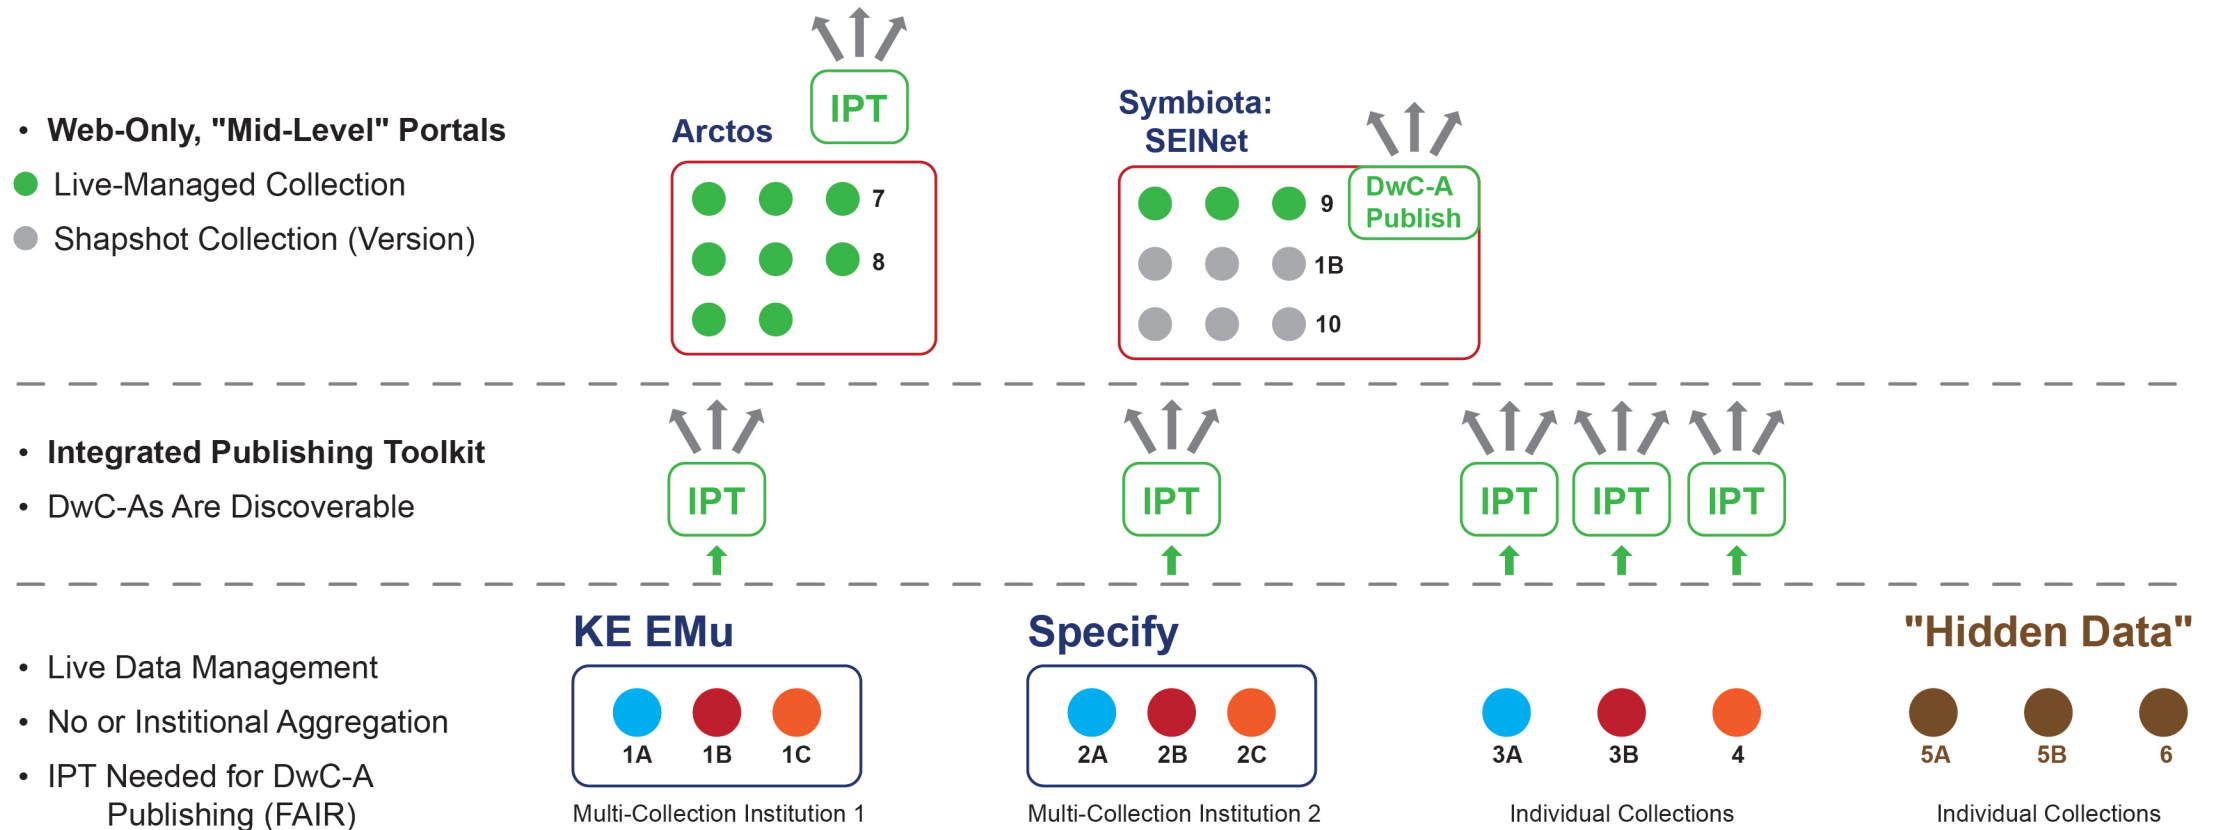 • Web-Only, "Mid-Level" Portals
Live-Managed Collection
Shapshot Collection (Version)
Arctos
IPT
7
8
Symbiota:
SEINet
DwC-A
Publish
9
1B
10
• Integrated Publishing Toolkit
• DwC-As Are Discoverable
IPT
IPT
IPT
IPT
IPT
• Live Data Management
• No or Institional Aggregation
• IPT Needed for DwC-A
Publishing (FAIR)
KE EMu
1A 1B 1C
Multi-Collection Institution 1
Specify
2A 2B 2C
Multi-Collection Institution 2
3A 3B 4
Individual Collections
"Hidden Data"
5A 5B 6
Individual Collections